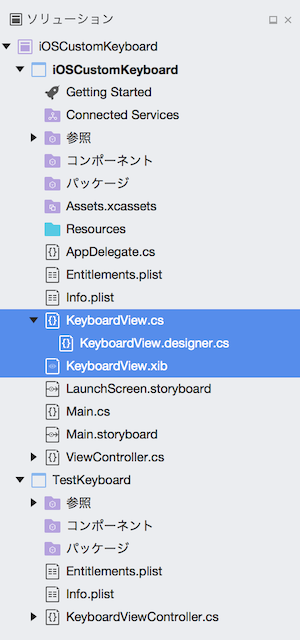 ソリューション
iOSCustomKeyboard
iOSCustomKeyboard
Getting Started
Connected Services
参照
コンポーネント
パッケージ
Assets.xcassets
Resources
AppDelegate.cs
Entitlements.plist
Info.plist
KeyboardView.cs
KeyboardView.designer.cs
KeyboardView.xib
LaunchScreen.storyboard
Main.cs
Main.storyboard
ViewController.cs
TestKeyboard
参照
コンポーネント
パッケージ
Entitlements.plist
Info.plist
KeyboardViewController.cs